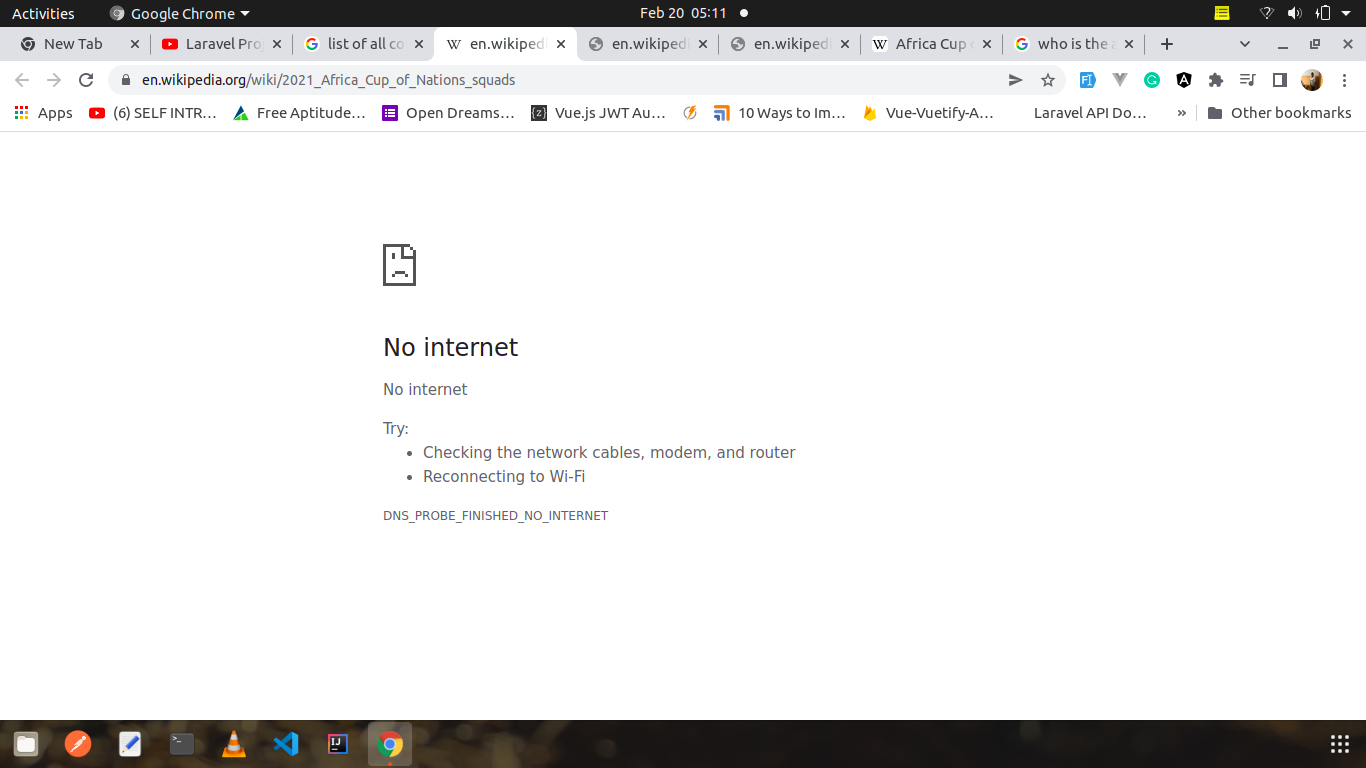 Activities Google Chrome Feb 20 05:11
New Tab Laravel Pro list of all co en.wikipedi en.wikipedi en.wikipedi Africa Cup who is the a
en.wikipedia.org/wiki/2021_Africa_Cup_of_Nations_squads
Apps (6) SELF INTR… Free Aptitude… Open Dreams… Vue.js JWT Au… 10 Ways to Im… Vue-Vuetify-A… Laravel API Do… » Other bookmarks
No internet
No internet
Try:
• Checking the network cables, modem, and router
• Reconnecting to Wi-Fi
DNS_PROBE_FINISHED_NO_INTERNET